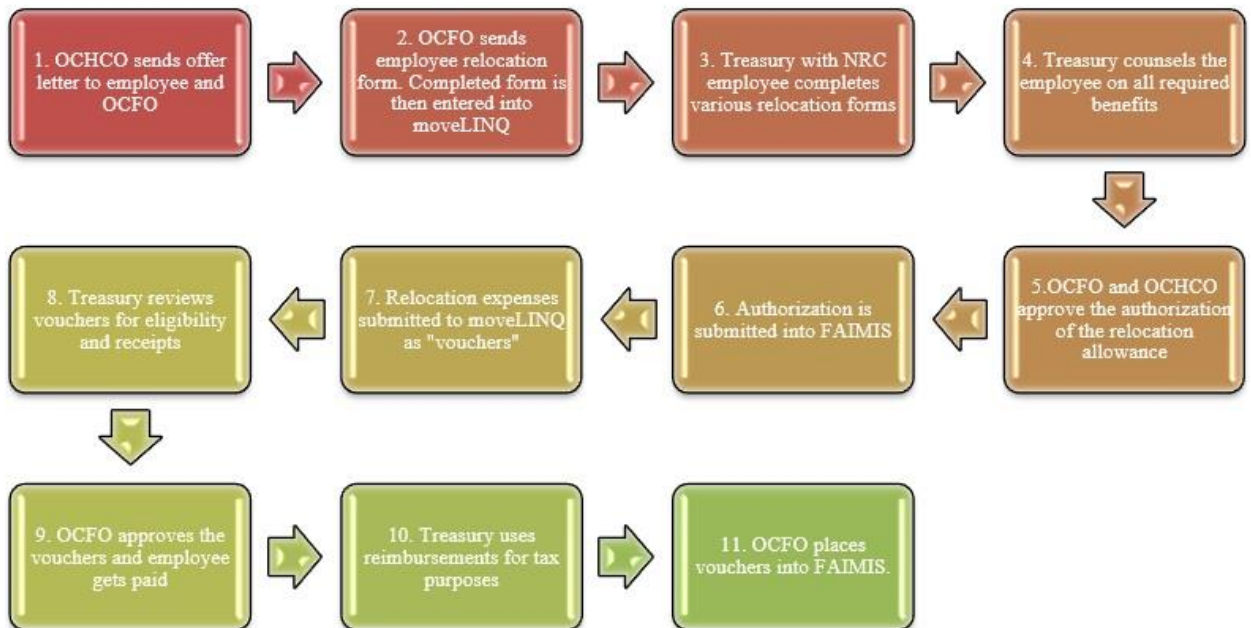 1. OCHCO sends offer
letter to employee and
OCFO
2. OCFO sends
employee relocation
form. Completed form is
then entered into
moveLINQ
3. Treasury with NRC
employee completes
various relocation forms
4. Treasury counsels the
employee on all required
benefits
5.OCFO and OCHCO
approve the authorization
of the relocation
allowance
6. Authorization is
submitted into FAIMIS
7. Relocation expenses
submitted to moveLINQ
as "vouchers"
8. Treasury reviews
vouchers for eligibility
and receipts
9. OCFO approves the
vouchers and employee
gets paid
10. Treasury uses
reimbursements for tax
purposes
11. OCFO places
vouchers into FAIMIS.